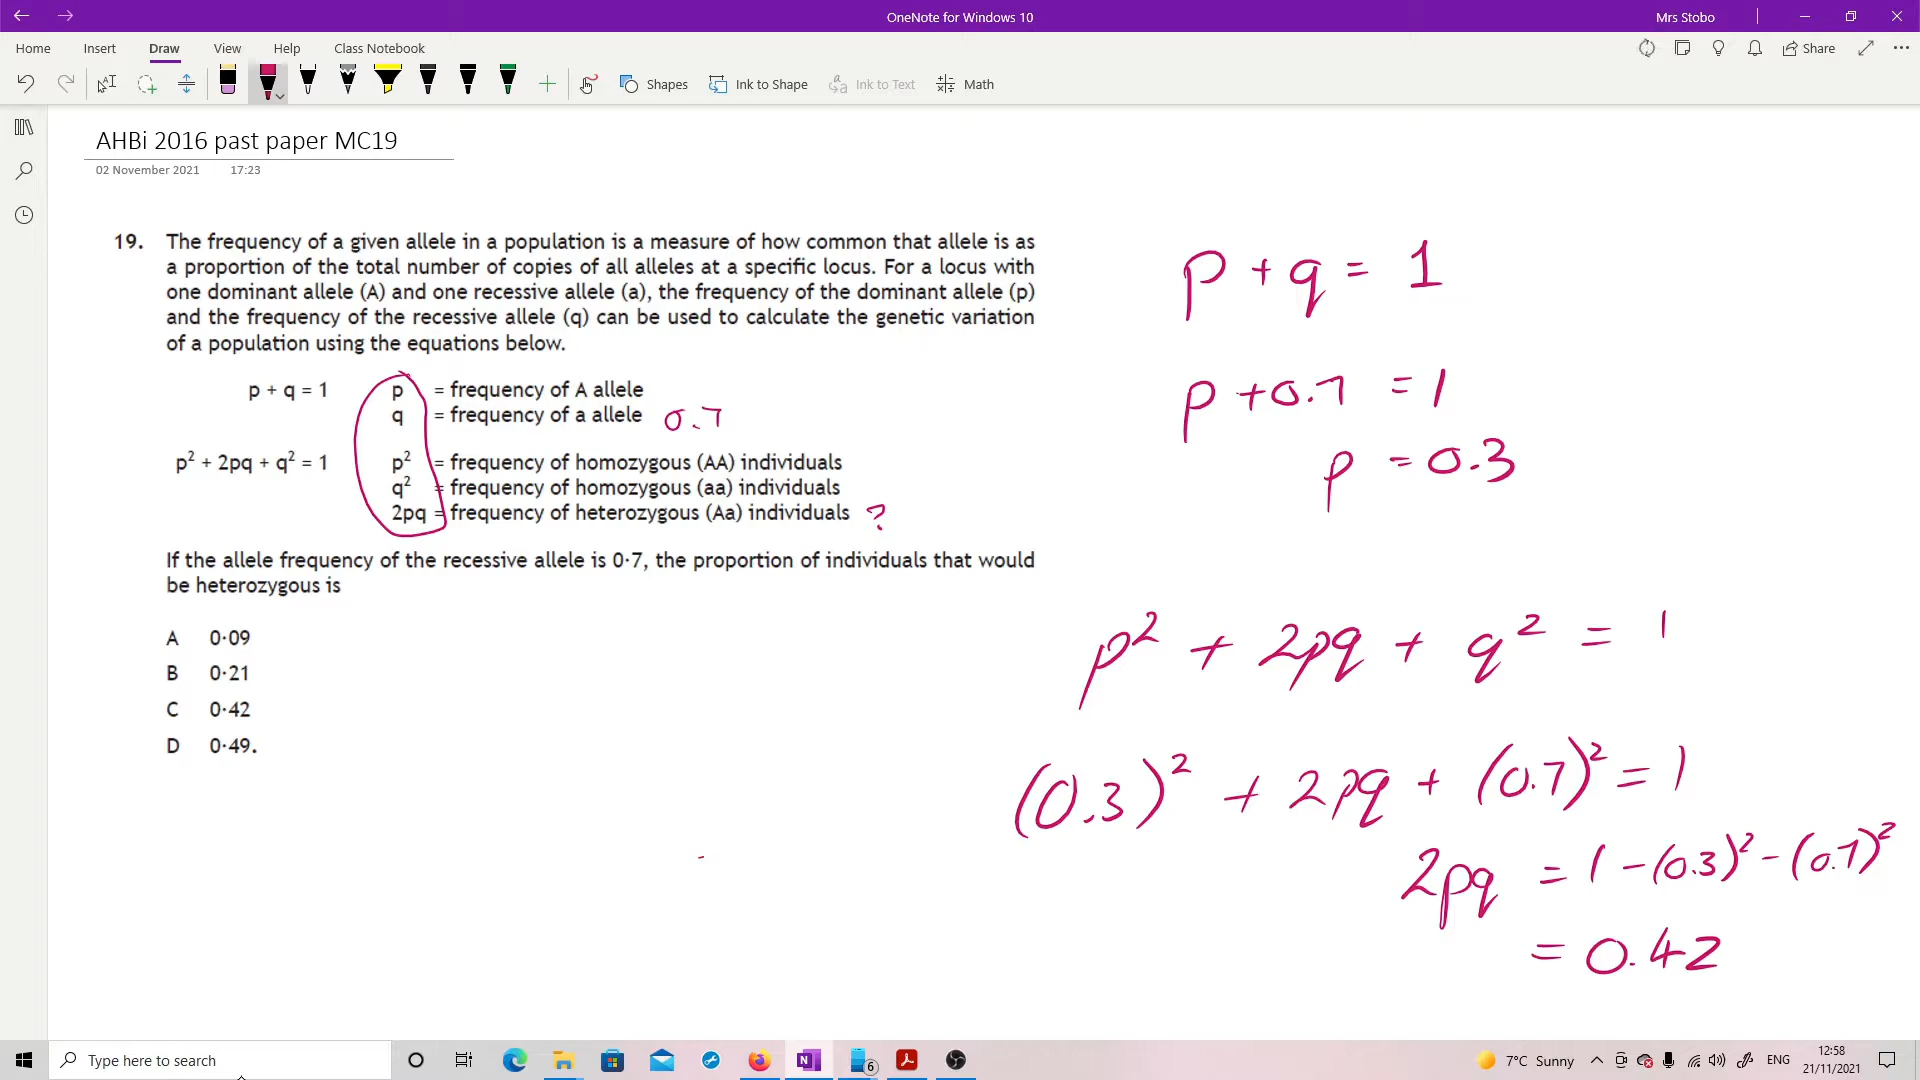 OneNote for Windows 10
Mrs Stobo
Home Insert Draw View Help Class Notebook
Share
Shapes Ink to Shape Ink to Text Math
AHBi 2016 past paper MC19
02 November 2021 17:23
19. The frequency of a given allele in a population is a measure of how common that allele is as
a proportion of the total number of copies of all alleles at a specific locus. For a locus with
one dominant allele (A) and one recessive allele (a), the frequency of the dominant allele (p)
and the frequency of the recessive allele (q) can be used to calculate the genetic variation
of a population using the equations below.
p + q = 1 p = frequency of A allele
q = frequency of a allele 0.7
p² + 2pq + q² = 1 p² = frequency of homozygous (AA) individuals
q² = frequency of homozygous (aa) individuals
2pq = frequency of heterozygous (Aa) individuals ?
If the allele frequency of the recessive allele is 0·7, the proportion of individuals that would
be heterozygous is
A 0·09
B 0·21
C 0·42
D 0·49.
p + q = 1
p + 0.7 = 1
p = 0.3
p² + 2pq + q² = 1
(0.3)² + 2pq + (0.7)² = 1
2pq = 1 - (0.3)² - (0.7)²
= 0.42
Type here to search
6
7°C Sunny
ENG
12:58
21/11/2021